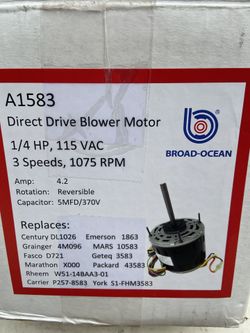 A1583
Direct Drive Blower Motor
1/4 HP, 115 VAC
3 Speeds, 1075 RPM
BROAD-OCEAN
Amp: 4.2
Rotation: Reversible
Capacitor: 5MFD/370V
Replaces:
Century DL1026 Emerson 1863
Grainger 4M096 MARS 10583
Fasco D721 Geteq 3583
Marathon X000 Packard 43583
Rheem W51-14BAA3-01
Carrier P257-8583 York S1-FHM3583